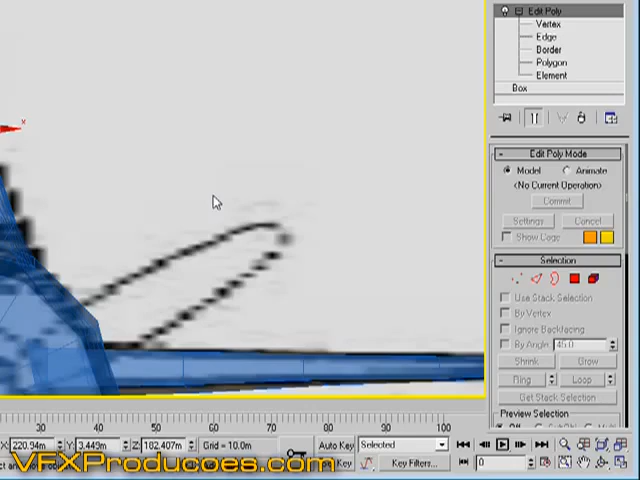 Edit Poly
Vertex
Edge
Border
Polygon
Element
Box
x
- Edit Poly Mode
Model Animate
<No Current Operation>
Commit
Settings Cancel
Show Cage
- Selection
Use Stack Selection
By Vertex
Ignore Backfacing
By Angle: 45.0
Shrink Grow
Ring Loop
Get Stack Selection
Preview Selection
Off
30 40 50 60 70 80 90 100
X: 220.94m Y: 3.449m Z: 182.407m Grid = 10.0m Auto Key Selected
Key Key Filters... 0
VFXProducoes.com